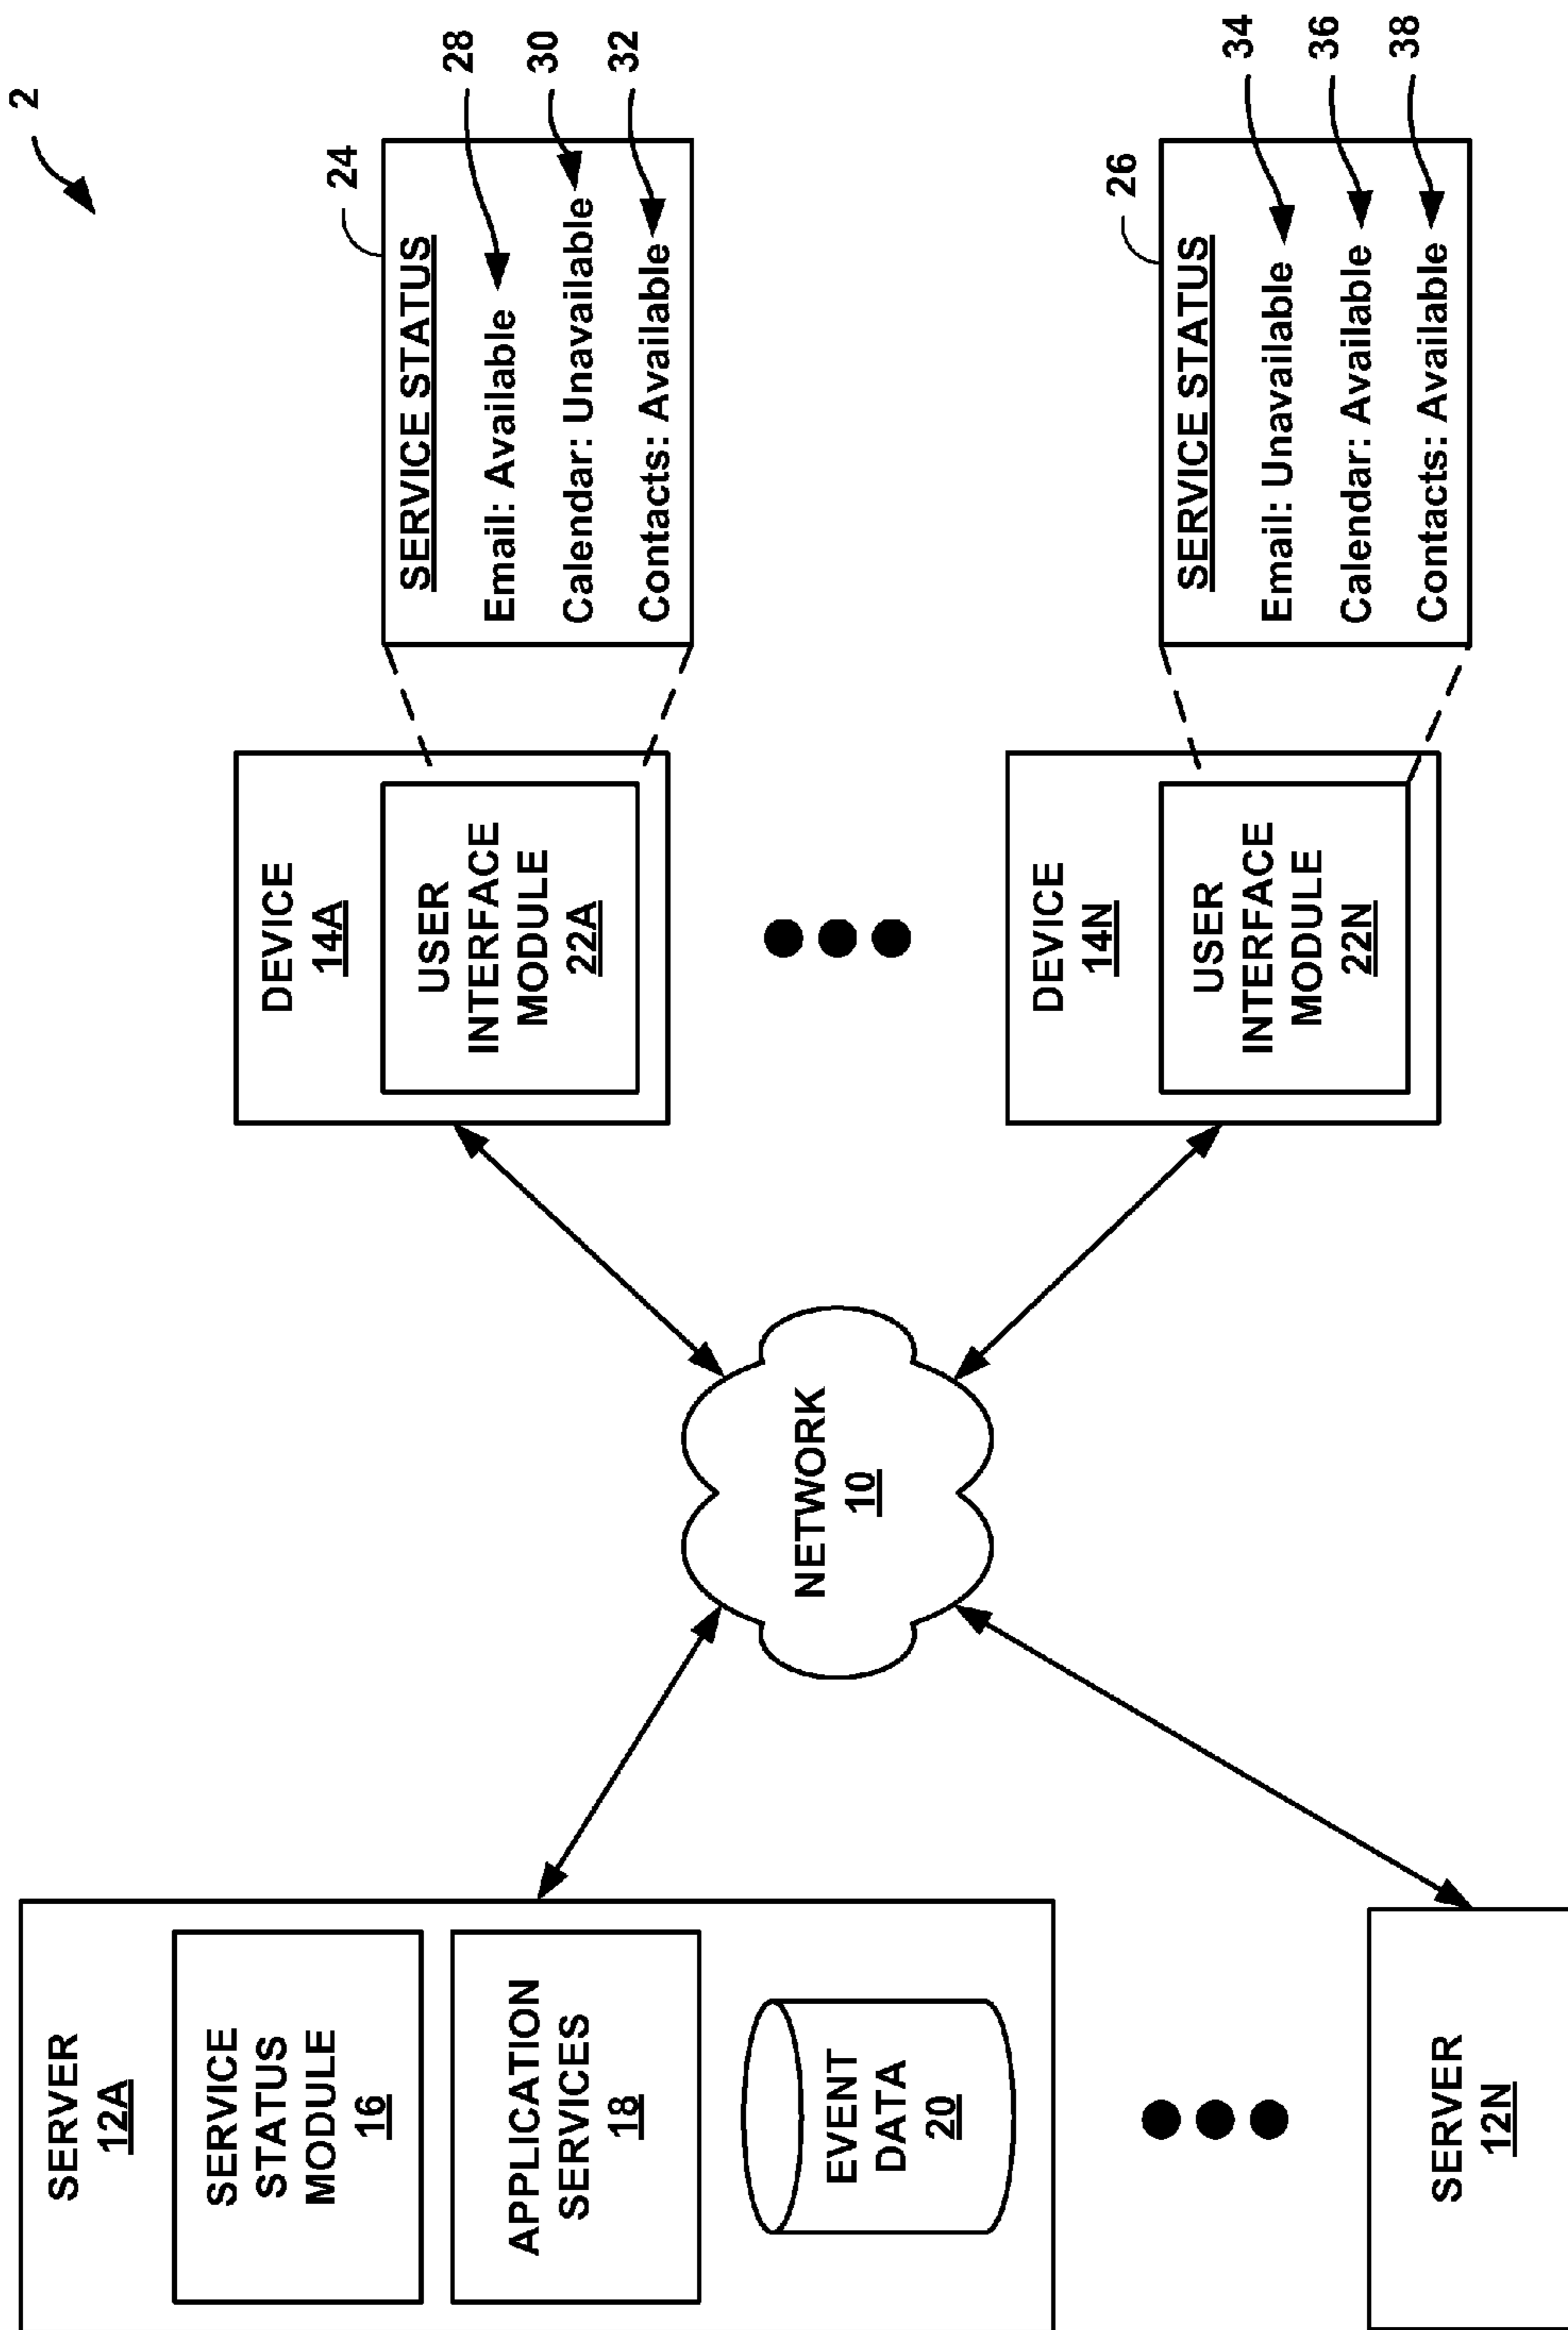 2
SERVER
12A
SERVICE
STATUS
MODULE
16
APPLICATION
SERVICES
18
EVENT
DATA
20
SERVER
12N
NETWORK
10
DEVICE
14A
USER
INTERFACE
MODULE
22A
DEVICE
14N
USER
INTERFACE
MODULE
22N
24
SERVICE STATUS
Email: Available
28
Calendar: Unavailable
30
Contacts: Available
32
26
SERVICE STATUS
Email: Unavailable
34
Calendar: Available
36
Contacts: Available
38